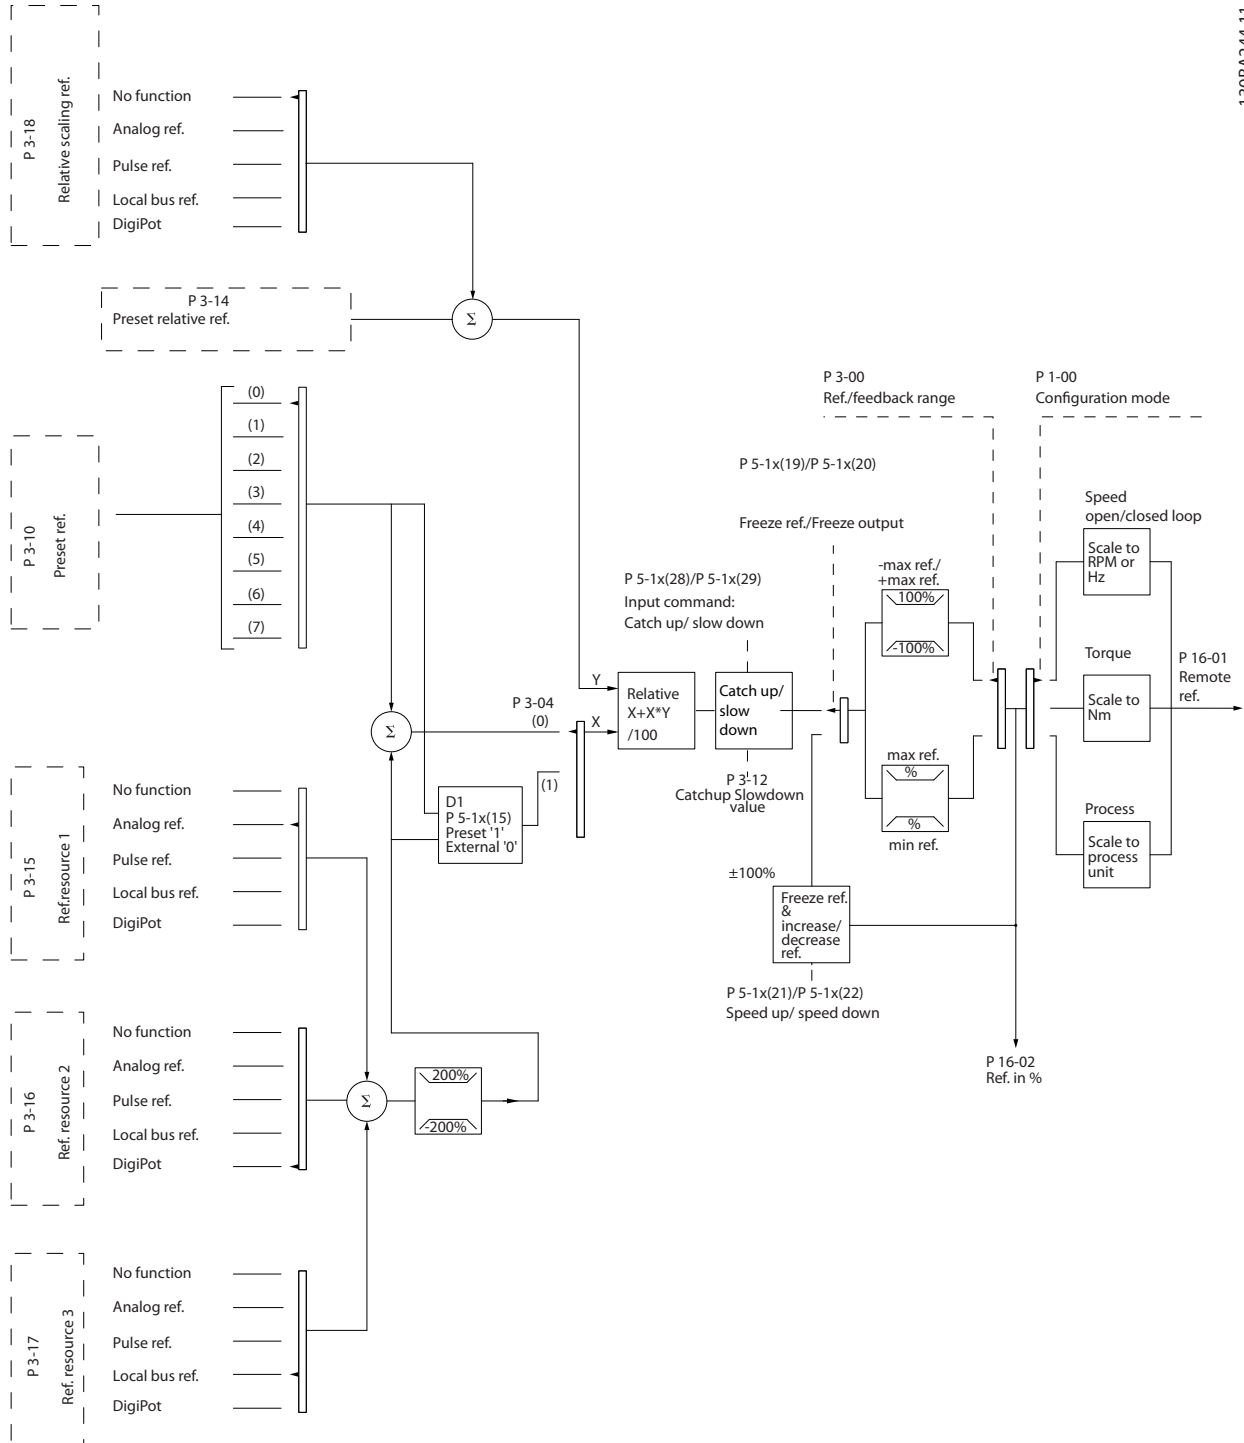 130BA244.11
P 3-18
Relative scaling ref.
No function
Analog ref.
Pulse ref.
Local bus ref.
DigiPot
P 3-14
Preset relative ref.
Σ
P 3-10
Preset ref.
(0)
(1)
(2)
(3)
(4)
(5)
(6)
(7)
P 3-15
Ref.resource 1
No function
Analog ref.
Pulse ref.
Local bus ref.
DigiPot
P 3-16
Ref. resource 2
No function
Analog ref.
Pulse ref.
Local bus ref.
DigiPot
P 3-17
Ref. resource 3
No function
Analog ref.
Pulse ref.
Local bus ref.
DigiPot
Σ
200%
-200%
Σ
D1
P 5-1x(15)
Preset '1'
External '0'
P 3-04
(0)
(1)
Y
X
Relative
X+X*Y
/100
P 5-1x(28)/P 5-1x(29)
Input command:
Catch up/ slow down
Catch up/
slow
down
P 3-12
Catchup Slowdown
value
P 5-1x(19)/P 5-1x(20)
Freeze ref./Freeze output
±100%
Freeze ref.
&
increase/
decrease
ref.
P 5-1x(21)/P 5-1x(22)
Speed up/ speed down
P 3-00
Ref./feedback range
-max ref./
+max ref.
100%
-100%
max ref.
%
%
min ref.
P 1-00
Configuration mode
Speed
open/closed loop
Scale to
RPM or
Hz
Torque
Scale to
Nm
Process
Scale to
process
unit
P 16-01
Remote
ref.
P 16-02
Ref. in %